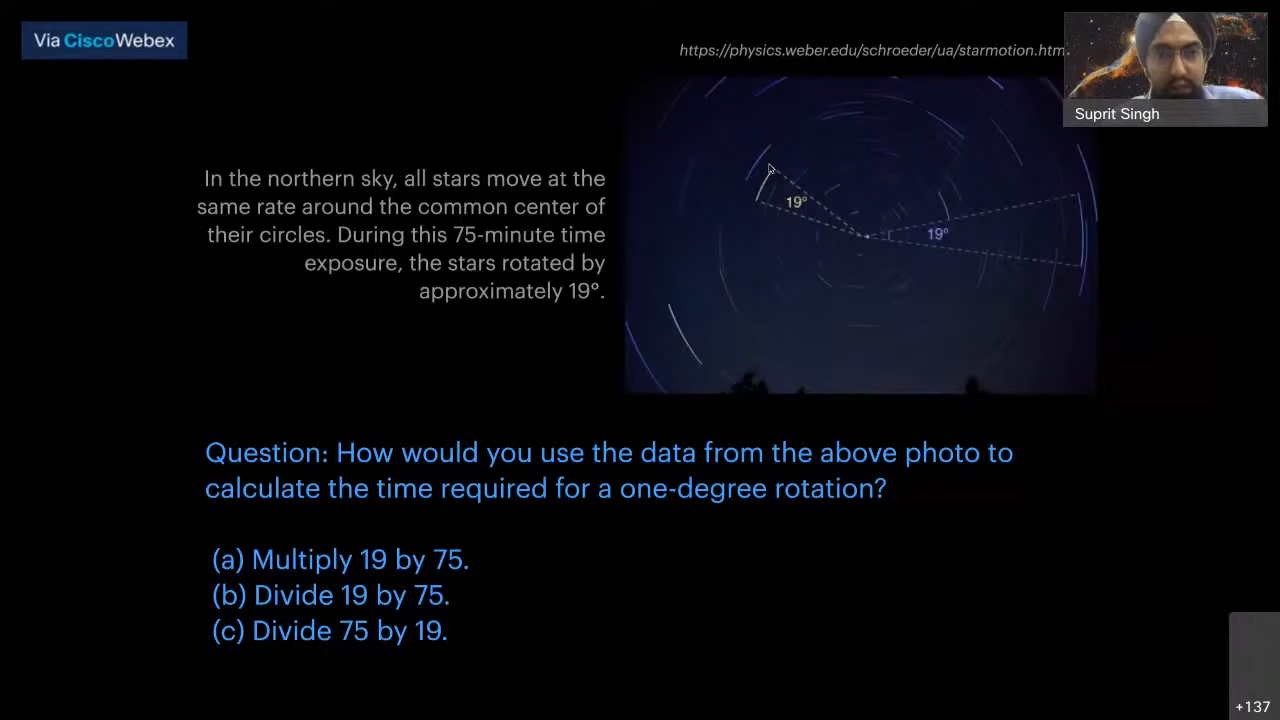 Via CiscoWebex
https://physics.weber.edu/schroeder/ua/starmotion.htm
Suprit Singh
In the northern sky, all stars move at the
same rate around the common center of
their circles. During this 75-minute time
exposure, the stars rotated by
approximately 19°.
19°
19°
Question: How would you use the data from the above photo to
calculate the time required for a one-degree rotation?
(a) Multiply 19 by 75.
(b) Divide 19 by 75.
(c) Divide 75 by 19.
+137